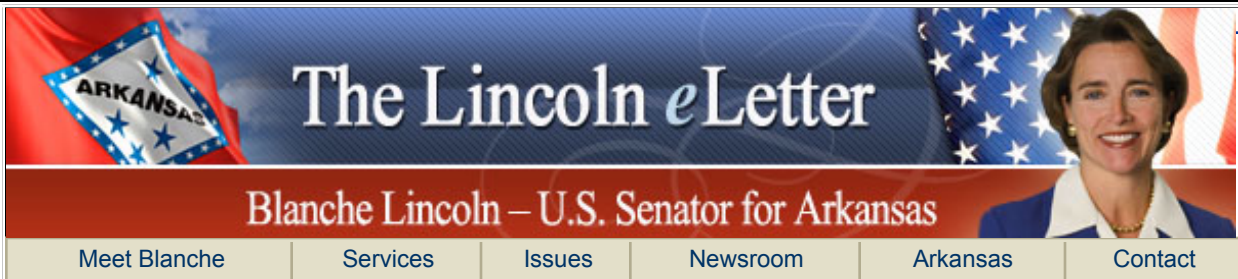 ARKANSAS
The Lincoln eLetter
Blanche Lincoln – U.S. Senator for Arkansas
Meet Blanche Services Issues Newsroom Arkansas Contact